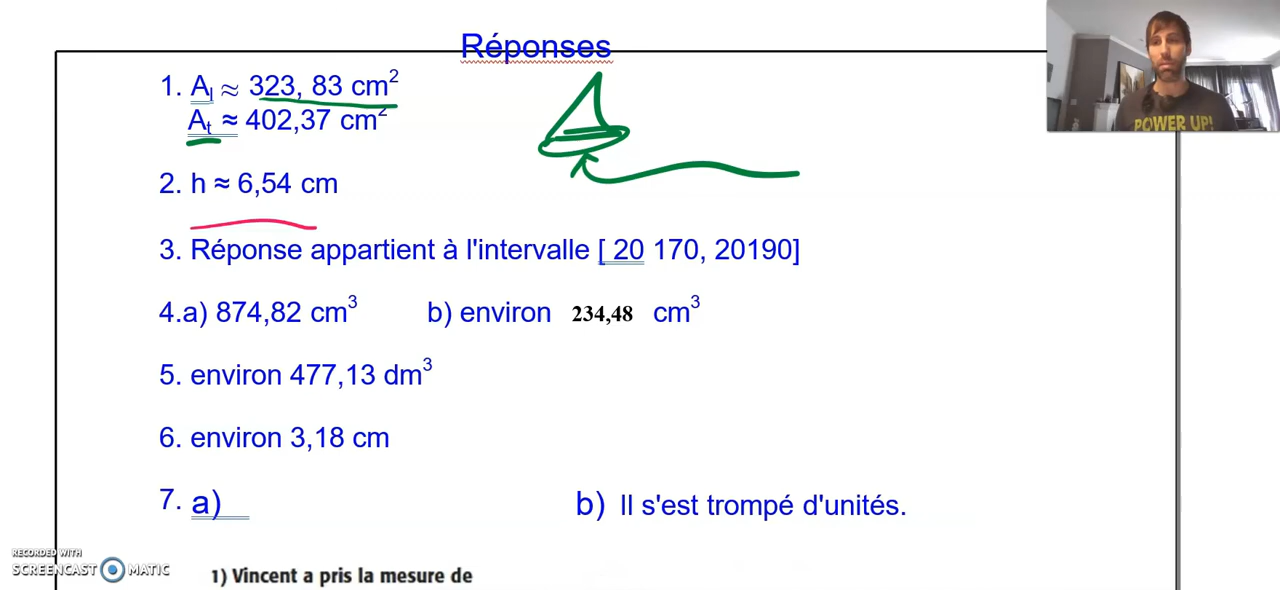 Réponses
1. Al ≈ 323, 83 cm²
At ≈ 402,37 cm²
2. h ≈ 6,54 cm
3. Réponse appartient à l'intervalle [ 20 170, 20190]
4.a) 874,82 cm³ b) environ 234,48 cm³
5. environ 477,13 dm³
6. environ 3,18 cm
7. a) b) Il s'est trompé d'unités.
1) Vincent a pris la mesure de
POWER UP!
RECORDED WITH
SCREENCAST MATIC